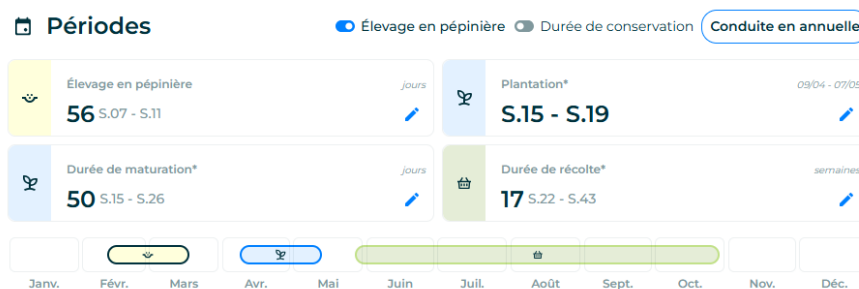 Périodes
Élevage en pépinière
Durée de conservation
Conduite en annuelle
Élevage en pépinière
jours
56 S.07 - S.11
Plantation*
09/04 - 07/05
S.15 - S.19
Durée de maturation*
jours
50 S.15 - S.26
Durée de récolte*
semaines
17 S.22 - S.43
Janv. Févr. Mars Avr. Mai Juin Juil. Août Sept. Oct. Nov. Déc.